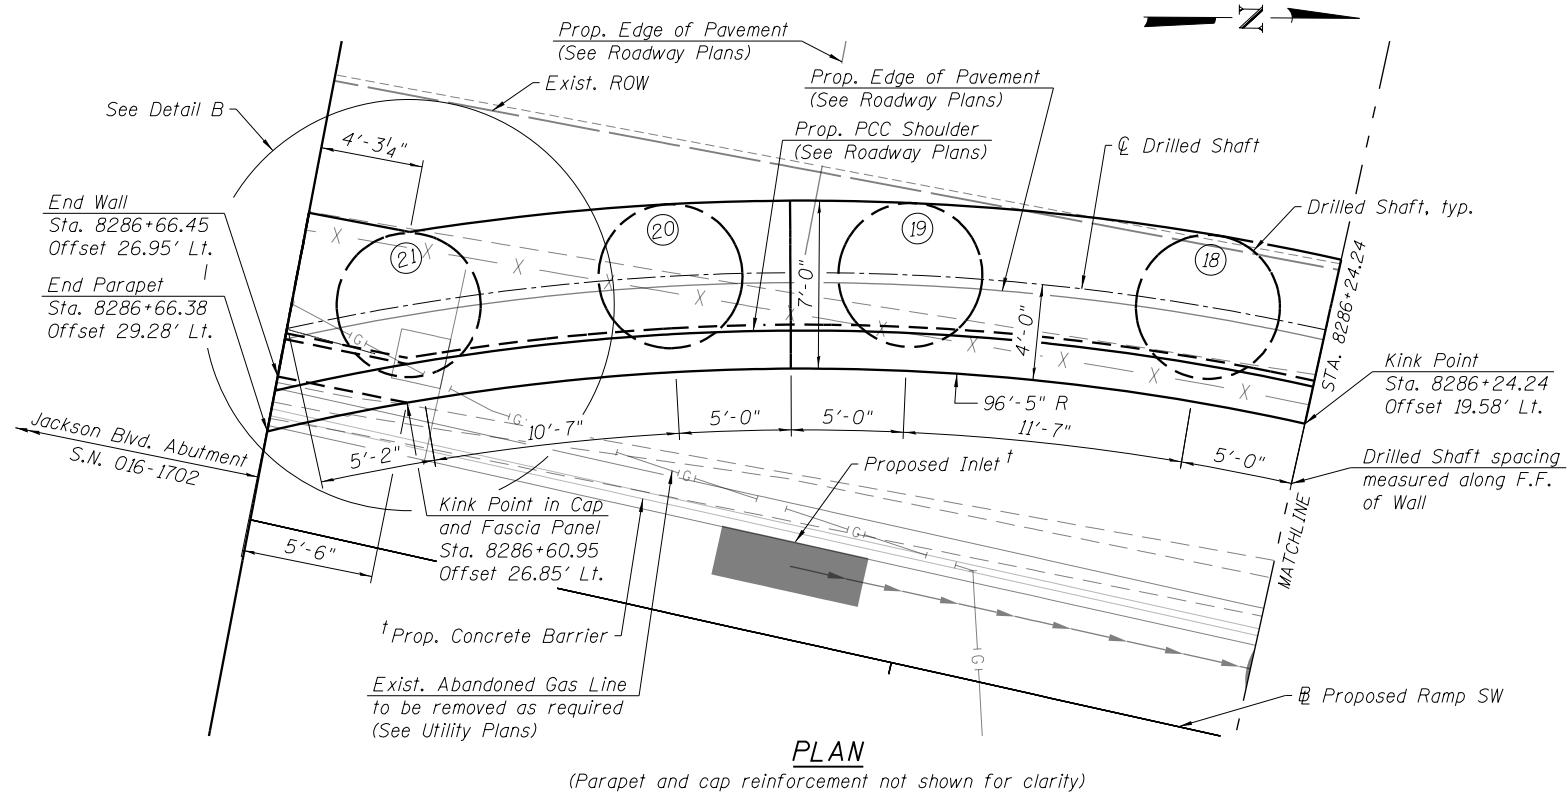 N
Prop. Edge of Pavement
(See Roadway Plans)
Exist. ROW
Prop. Edge of Pavement
(See Roadway Plans)
See Detail B
4'-3¼"
Prop. PCC Shoulder
(See Roadway Plans)
℄ Drilled Shaft
End Wall
Sta. 8286+66.45
Offset 26.95' Lt.
Drilled Shaft, typ.
21
20
19
18
X
X
X
X
X
X
X
X
X
X
X
End Parapet
Sta. 8286+66.38
Offset 29.28' Lt.
7'-0"
4'-0"
STA. 8286+24.24
G
G
Kink Point
Sta. 8286+24.24
Offset 19.58' Lt.
96'-5" R
Jackson Blvd. Abutment
S.N. 016-1702
5'-2"
10'-7"
5'-0"
5'-0"
11'-7"
5'-0"
Proposed Inlet †
Drilled Shaft spacing
measured along F.F.
of Wall
G
G
G
Kink Point in Cap
and Fascia Panel
Sta. 8286+60.95
Offset 26.85' Lt.
5'-6"
MATCHLINE
† Prop. Concrete Barrier
Exist. Abandoned Gas Line
to be removed as required
(See Utility Plans)
⅊ Proposed Ramp SW
PLAN
(Parapet and cap reinforcement not shown for clarity)